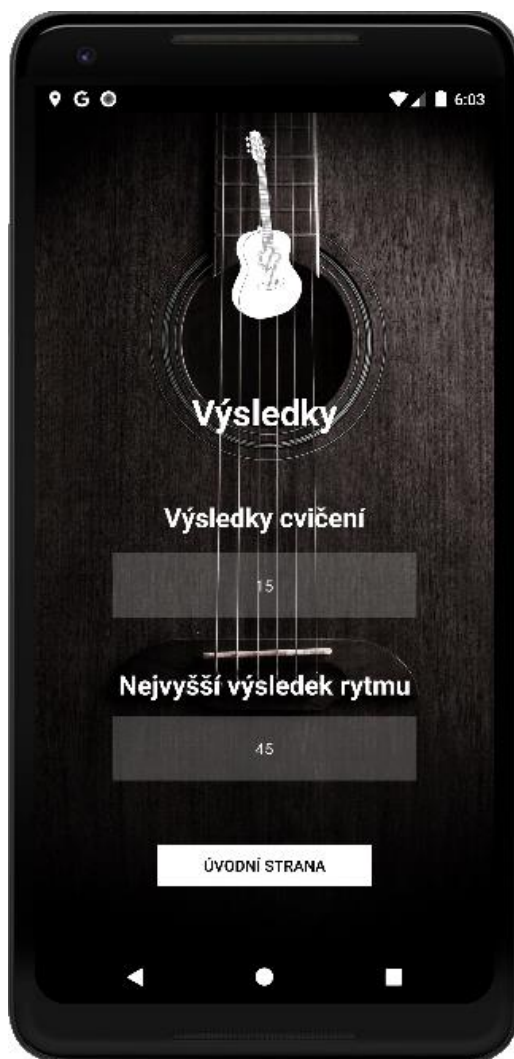 6:03
Výsledky
Výsledky cvičení
15
Nejvyšší výsledek rytmu
45
ÚVODNÍ STRANA